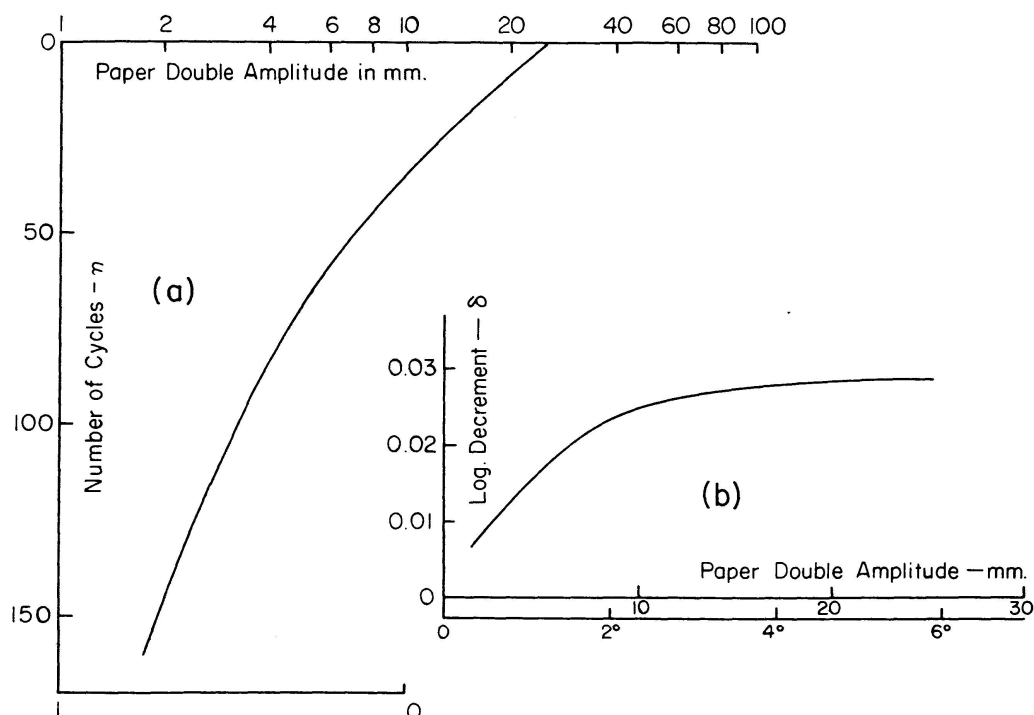 1 2 4 6 8 10 20 40 60 80 100
Paper Double Amplitude in mm.
0
50
100
150
Number of Cycles – n
(a)
1 0
Log. Decrement — δ
0.03
0.02
0.01
0
(b)
Paper Double Amplitude — mm.
10 20 30
0 2° 4° 6°